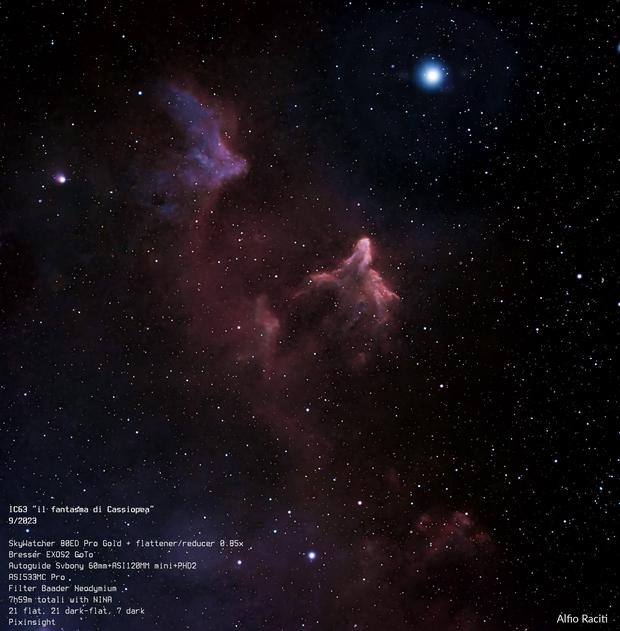 IC63 "il fantasma di Cassiopea"
9/2023
SkyWatcher 80ED Pro Gold + flattener/reducer 0.85x
Bresser EXOS2 GoTo
Autoguide Svbony 60mm+ASI120MM mini+PHD2
ASI533MC Pro
Filter Baader Neodymium
7h59m totali with NINA
21 flat, 21 dark-flat, 7 dark
Pixinsight
Alfio Raciti